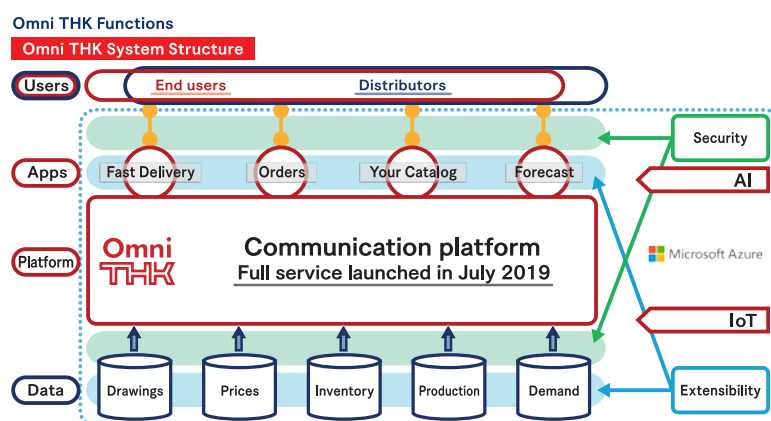 Omni THK Functions
Omni THK System Structure
Users
End users
Distributors
Security
Apps
Fast Delivery
Orders
Your Catalog
Forecast
AI
Platform
Omni
THK
Communication platform
Full service launched in July 2019
Microsoft Azure
IoT
Data
Drawings
Prices
Inventory
Production
Demand
Extensibility